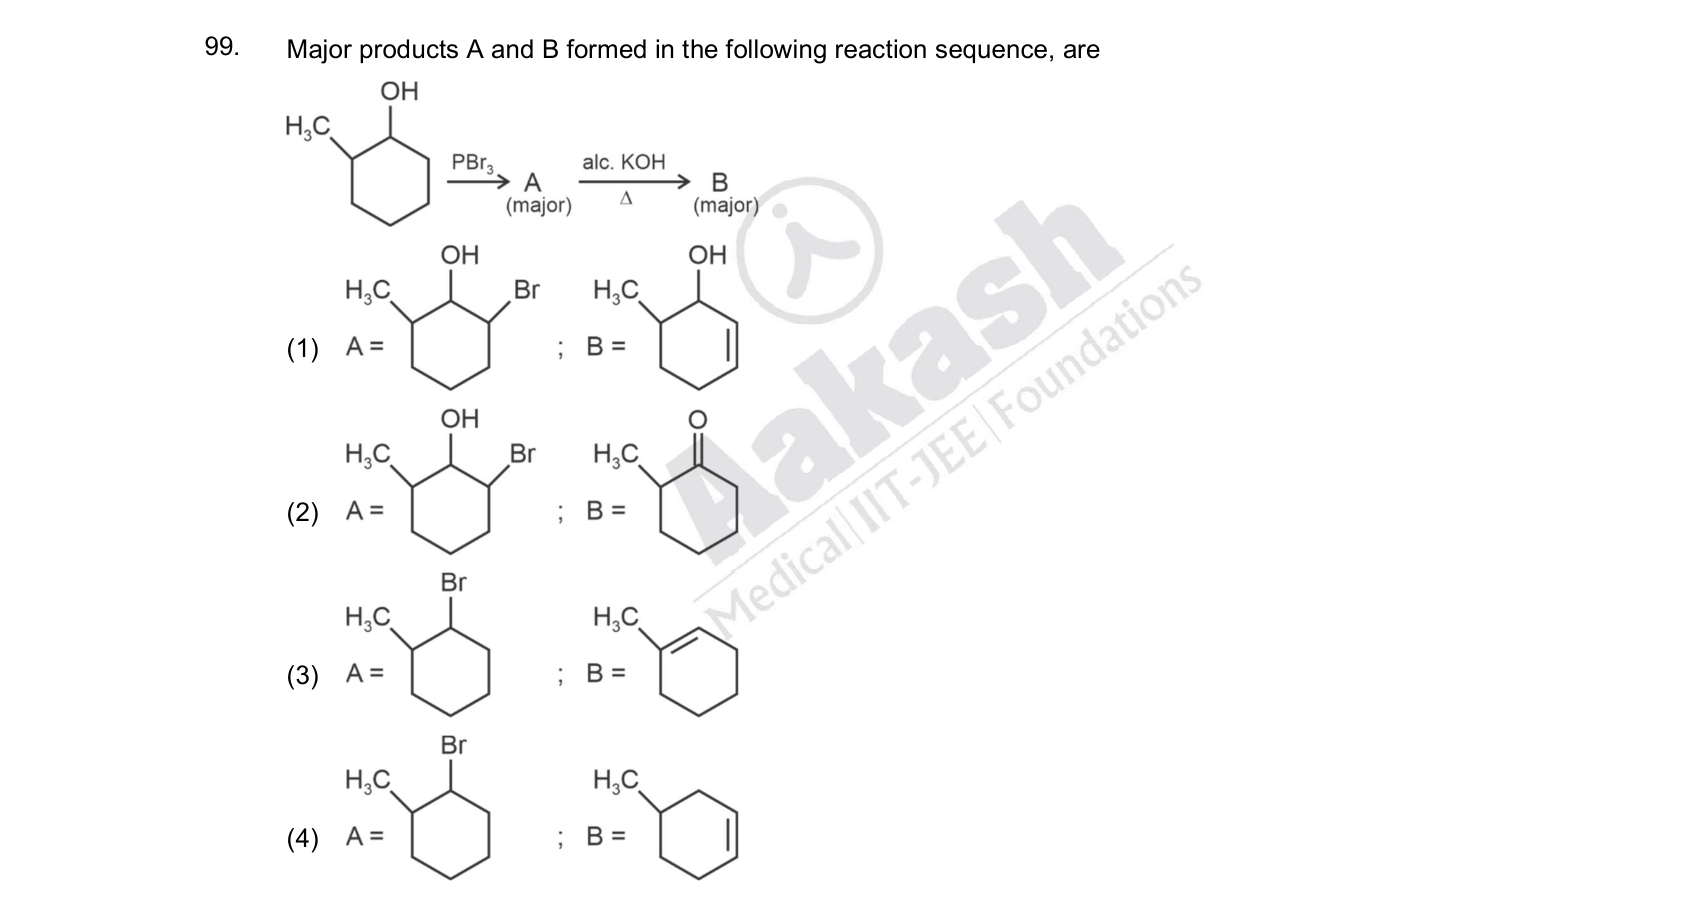 99. Major products A and B formed in the following reaction sequence, are
OH
H₃C
PBr₃ A (major) alc. KOH Δ B (major)
OH OH
H₃C Br H₃C
(1) A = ; B =
OH O
H₃C Br H₃C
(2) A = ; B =
Br
H₃C H₃C
(3) A = ; B =
Br
H₃C H₃C
(4) A = ; B =
Aakash
Medical|IIT-JEE|Foundations